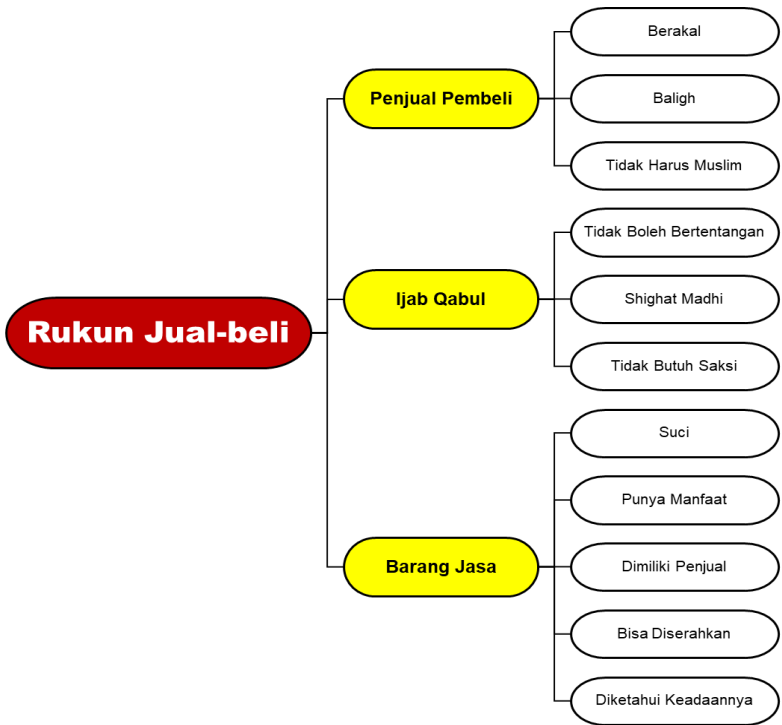 Rukun Jual-beli
Penjual Pembeli
Berakal
Baligh
Tidak Harus Muslim
Ijab Qabul
Tidak Boleh Bertentangan
Shighat Madhi
Tidak Butuh Saksi
Barang Jasa
Suci
Punya Manfaat
Dimiliki Penjual
Bisa Diserahkan
Diketahui Keadaannya